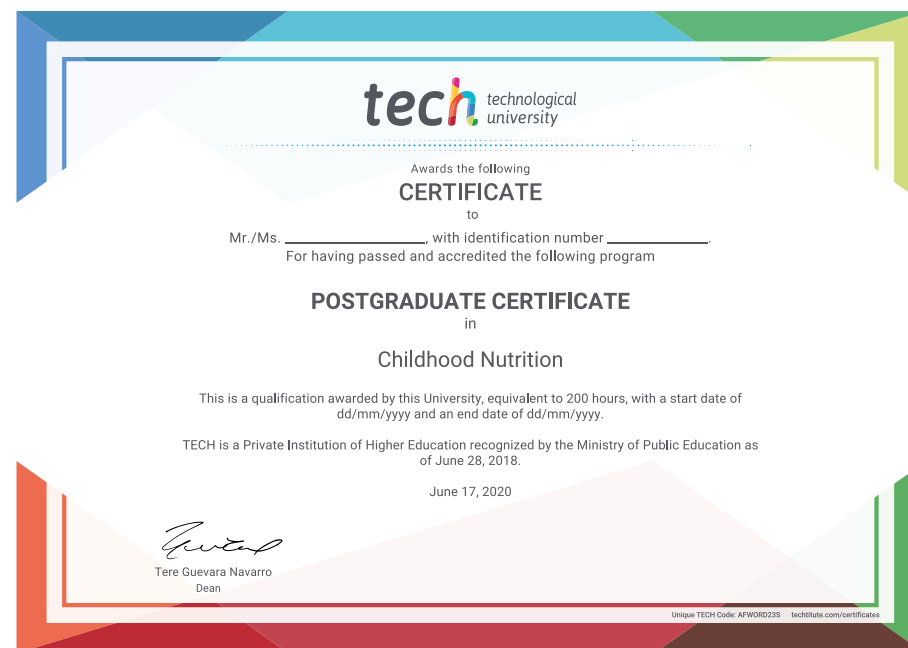 tech technological
university
Awards the following
CERTIFICATE
to
Mr./Ms. ____________________, with identification number ______________.
For having passed and accredited the following program
POSTGRADUATE CERTIFICATE
in
Childhood Nutrition
This is a qualification awarded by this University, equivalent to 200 hours, with a start date of
dd/mm/yyyy and an end date of dd/mm/yyyy.
TECH is a Private Institution of Higher Education recognized by the Ministry of Public Education as
of June 28, 2018.
June 17, 2020
Tere Guevara Navarro
Dean
Unique TECH Code: AFWORD23S techtitute.com/certificates